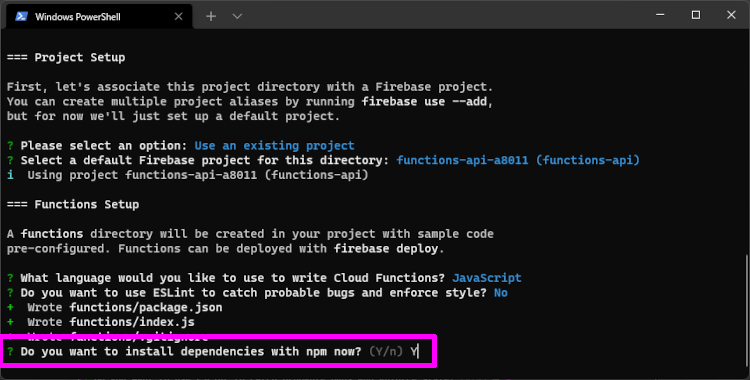 Windows PowerShell
=== Project Setup
First, let's associate this project directory with a Firebase project.
You can create multiple project aliases by running firebase use --add,
but for now we'll just set up a default project.
? Please select an option: Use an existing project
? Select a default Firebase project for this directory: functions-api-a8011 (functions-api)
i Using project functions-api-a8011 (functions-api)
=== Functions Setup
A functions directory will be created in your project with sample code
pre-configured. Functions can be deployed with firebase deploy.
? What language would you like to use to write Cloud Functions? JavaScript
? Do you want to use ESLint to catch probable bugs and enforce style? No
+ Wrote functions/package.json
+ Wrote functions/index.js
+ Wrote functions/.gitignore
? Do you want to install dependencies with npm now? (Y/n) Y